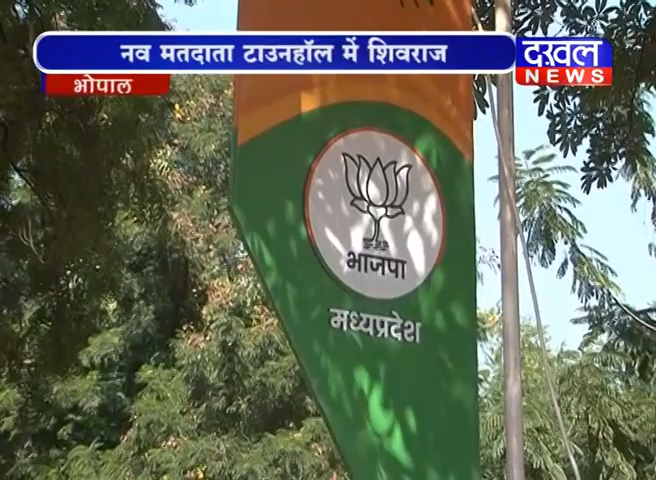 नव मतदाता टाउनहॉल में शिवराज
दख़ल
NEWS
भोपाल
भाजपा
मध्यप्रदेश